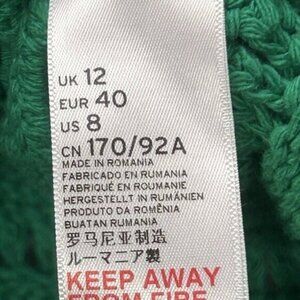 UK 12
EUR 40
US 8
CN 170/92A
MADE IN ROMANIA
FABRICADO EN RUMANIA
FABRIQUÉ EN ROUMANIE
HERGESTELLT IN RUMÄNIEN
PRODUTO DA ROMÊNIA
BUATAN RUMANIA
罗马尼亚制造
ルーマニア製
KEEP AWAY
FROM FIRE